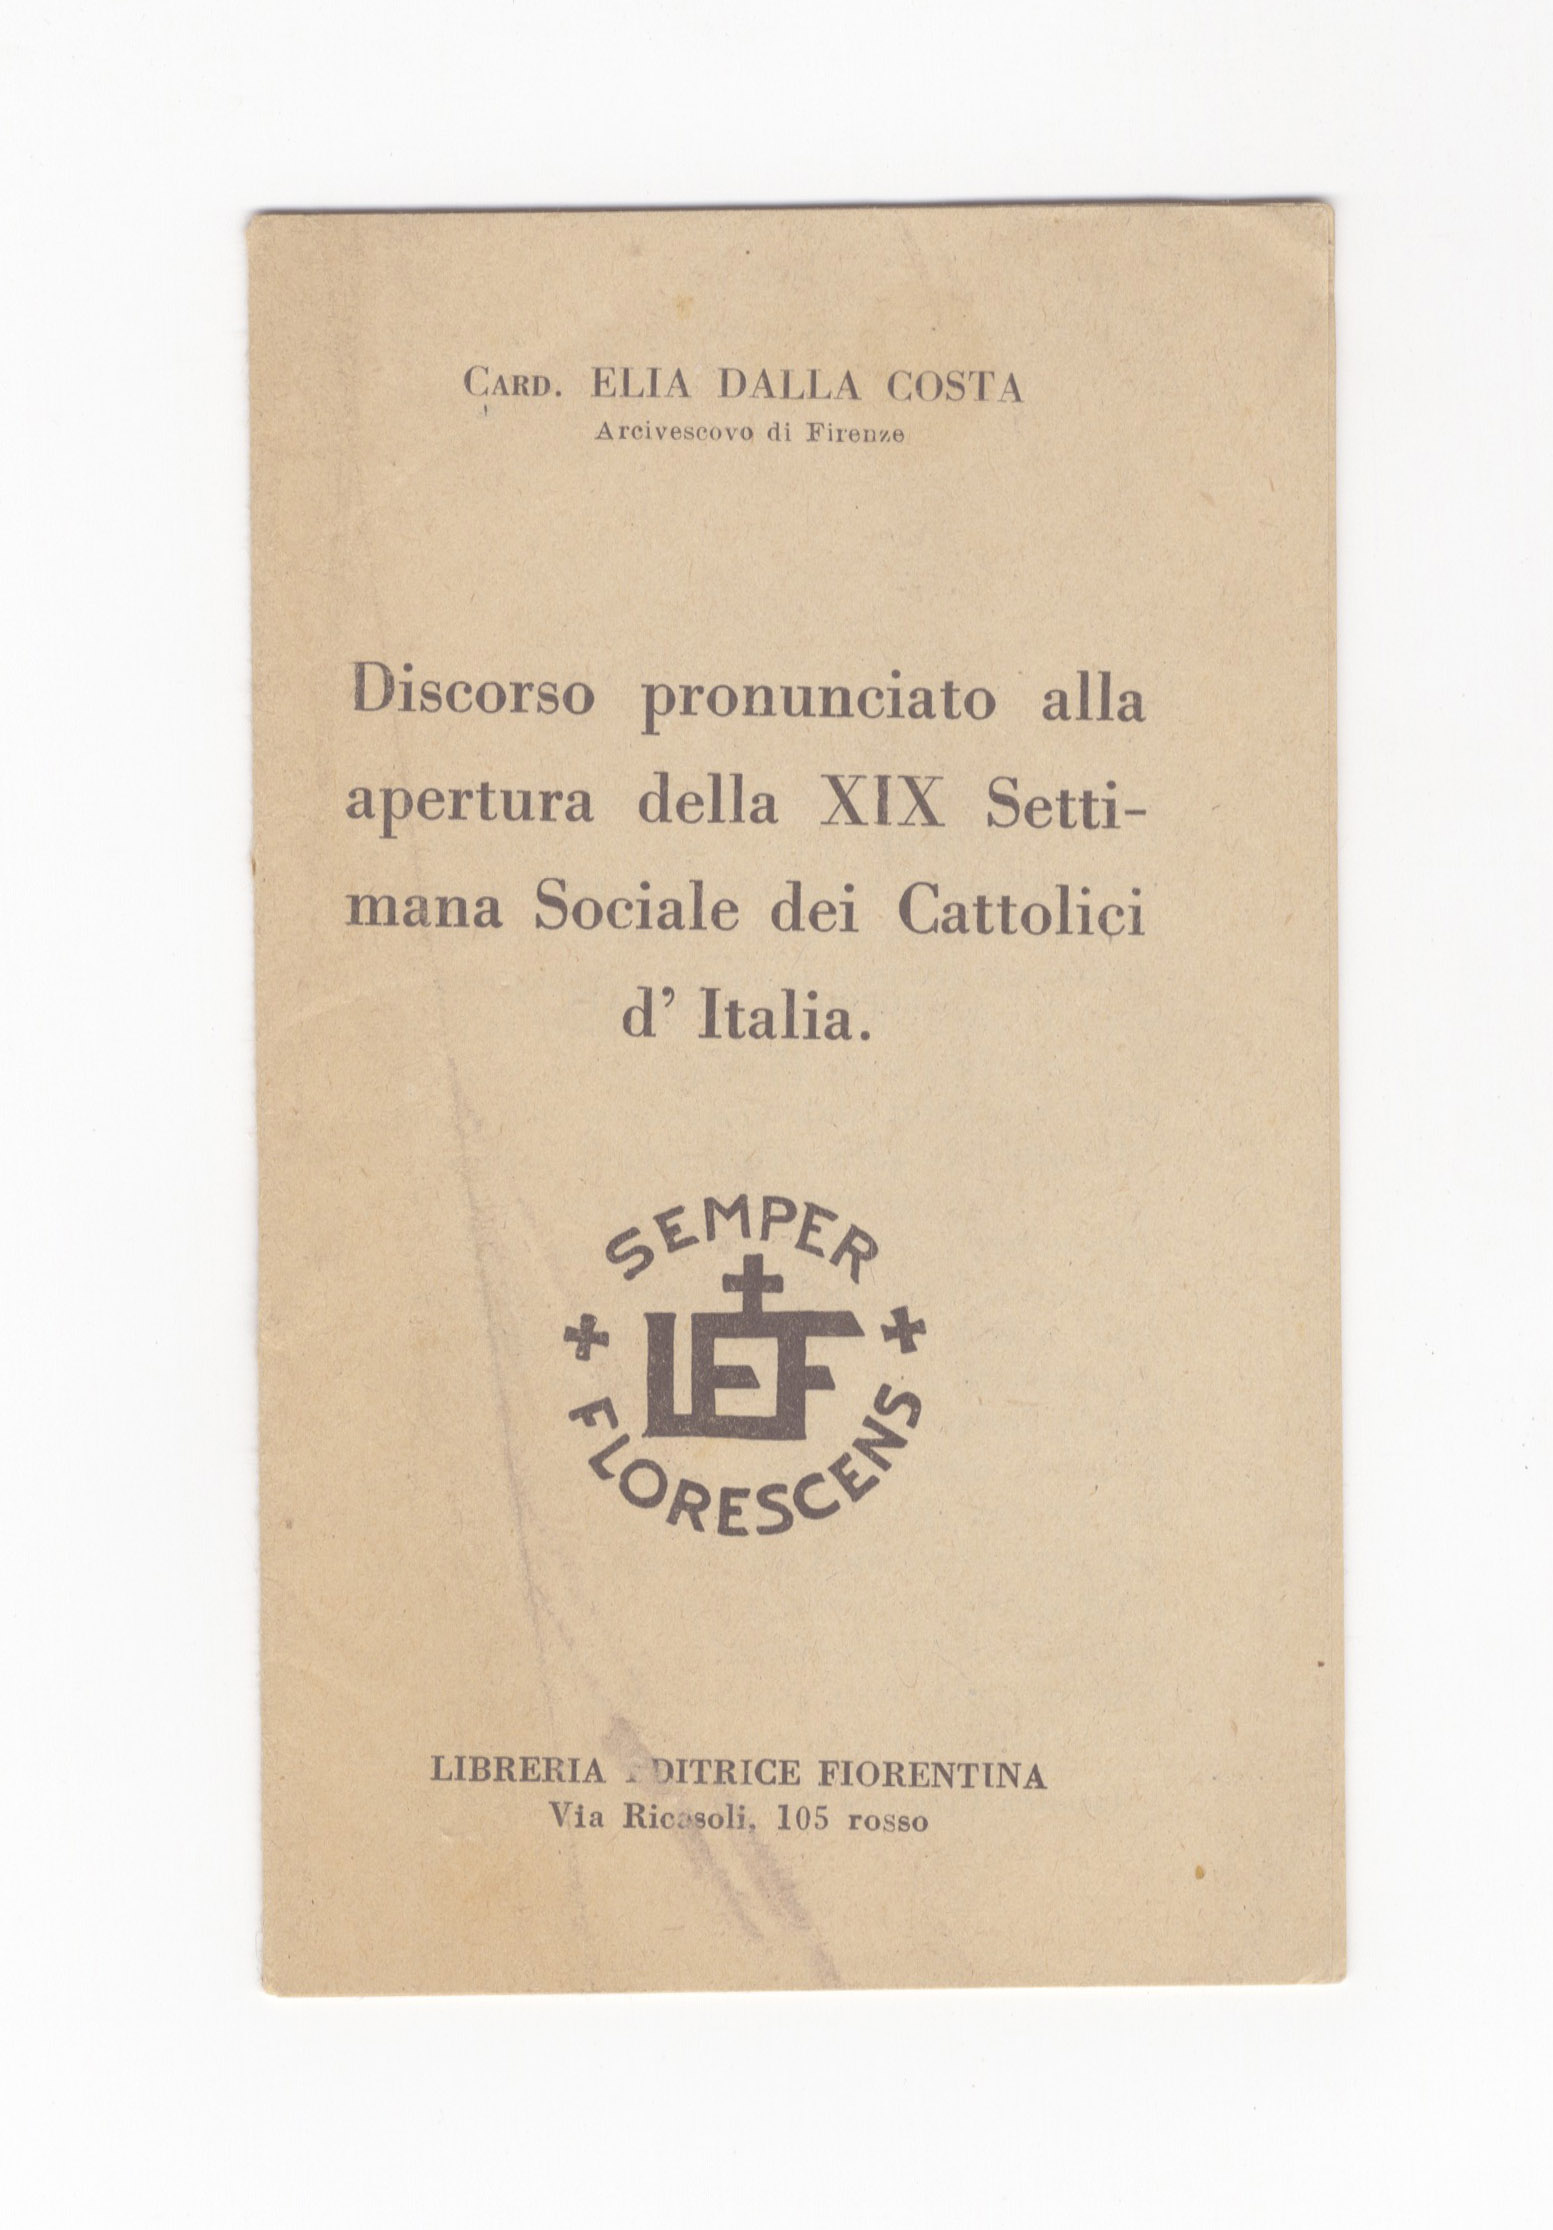 CARD. ELIA DALLA COSTA
Arcivescovo di Firenze
Discorso pronunciato alla
apertura della XIX Setti-
mana Sociale dei Cattolici
d' Italia.
SEMPER
LEF
FLORESCENS
LIBRERIA EDITRICE FIORENTINA
Via Ricasoli, 105 rosso